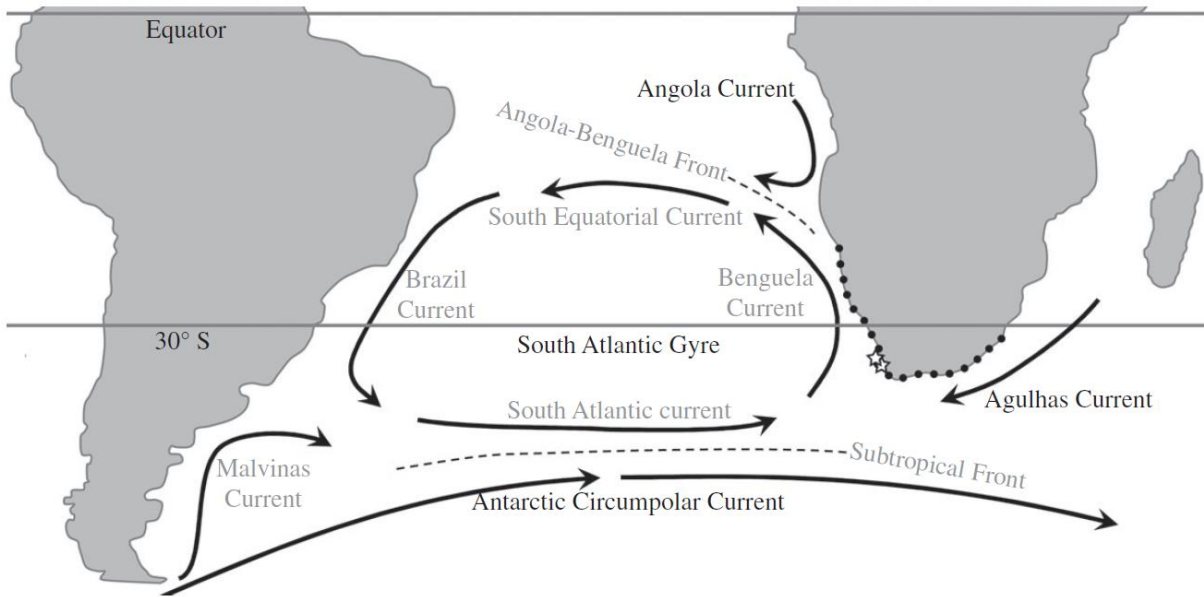 Equator
Angola Current
Angola-Benguela Front
South Equatorial Current
Brazil
Current
Benguela
Current
30° S
South Atlantic Gyre
South Atlantic current
Agulhas Current
Malvinas
Current
Subtropical Front
Antarctic Circumpolar Current